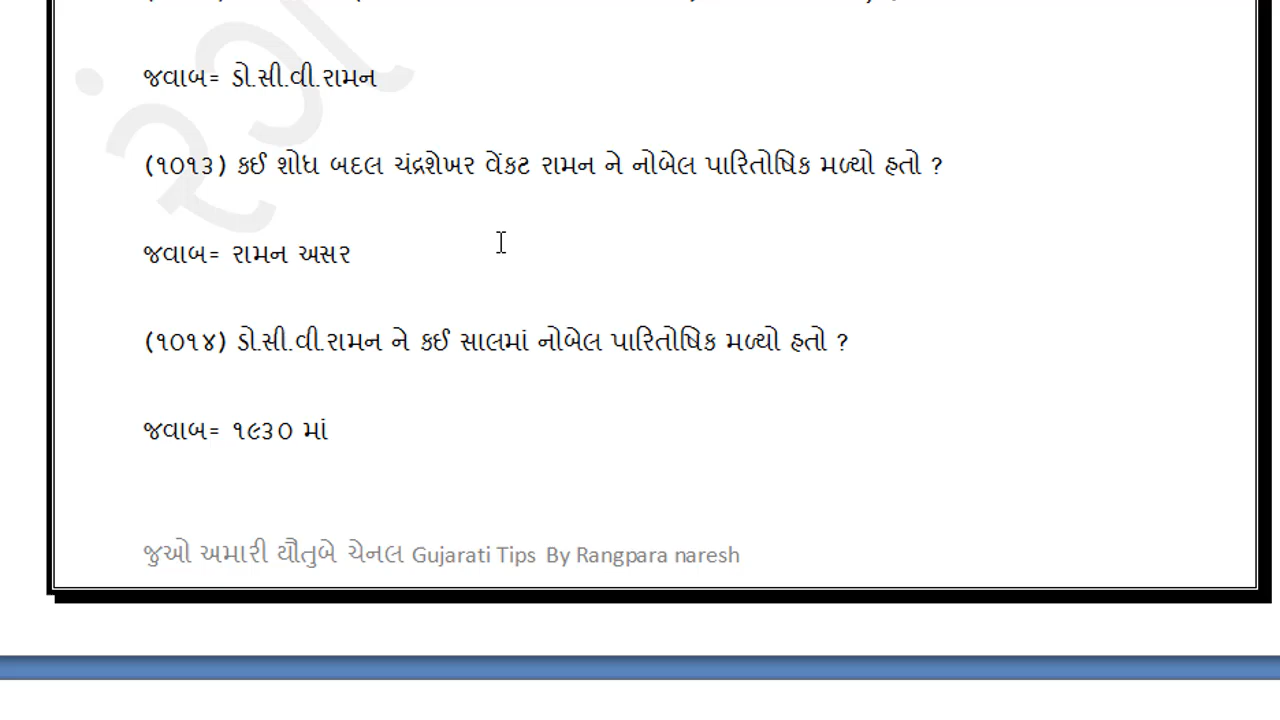 જવાબ= ડો.સી.વી.રામન
(૧૦૧૩) કઈ શોધ બદલ ચંદ્રશેખર વેંકટ રામન ને નોબેલ પારિતોષિક મળ્યો હતો ?
જવાબ= રામન અસર
(૧૦૧૪) ડો.સી.વી.રામન ને કઈ સાલમાં નોબેલ પારિતોષિક મળ્યો હતો ?
જવાબ= ૧૯૩૦ માં
જુઓ અમારી યૌતુબે ચેનલ Gujarati Tips By Rangpara naresh